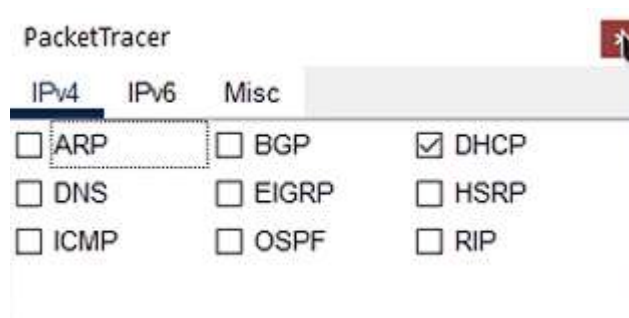 PacketTracer
IPv4 IPv6 Misc
ARP BGP DHCP
DNS EIGRP HSRP
ICMP OSPF RIP